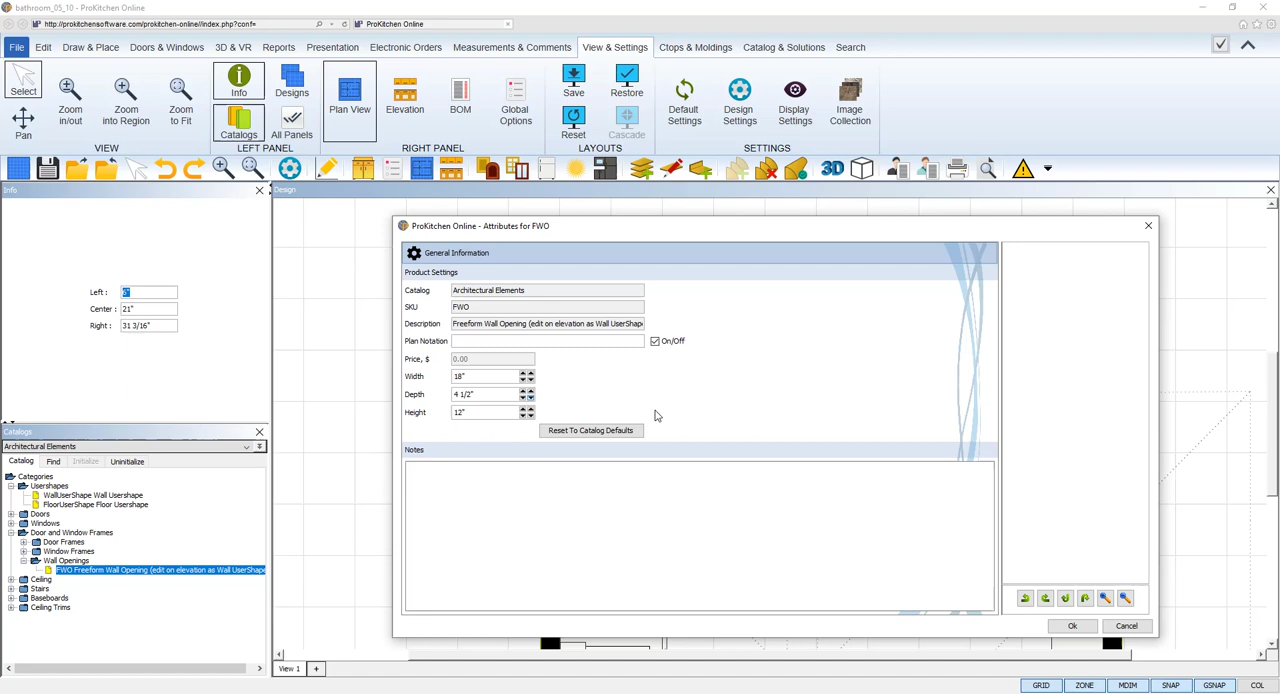 bathroom_05_10 - ProKitchen Online
http://prokitchensoftware.com/prokitchen-online//index.php?conf= ProKitchen Online
File Edit Draw & Place Doors & Windows 3D & VR Reports Presentation Electronic Orders Measurements & Comments View & Settings Ctops & Moldings Catalog & Solutions Search
Select Zoom in/out Zoom into Region Zoom to Fit Info Designs Plan View Elevation BOM Global Options Save Restore Default Settings Design Settings Display Settings Image Collection
Pan Catalogs All Panels Reset Cascade
VIEW LEFT PANEL RIGHT PANEL LAYOUTS SETTINGS
3D
Info Design
ProKitchen Online - Attributes for FWO
General Information
Product Settings
Catalog Architectural Elements
SKU FWO
Description Freeform Wall Opening (edit on elevation as Wall UserShap
Plan Notation On/Off
Price, $ 0.00
Width 18"
Depth 4 1/2"
Height 12"
Reset To Catalog Defaults
Notes
Ok Cancel
Left : 6"
Center : 21"
Right : 31 3/16"
Catalogs
Architectural Elements
Catalog Find Initialize Uninitialize
Categories
Usershapes
WallUserShape Wall Usershape
FloorUserShape Floor Usershape
Doors
Windows
Door and Window Frames
Door Frames
Window Frames
Wall Openings
FWO Freeform Wall Opening (edit on elevation as Wall UserShape
Ceiling
Stairs
Baseboards
Ceiling Trims
View 1 +
GRID ZONE MDIM SNAP GSNAP COL